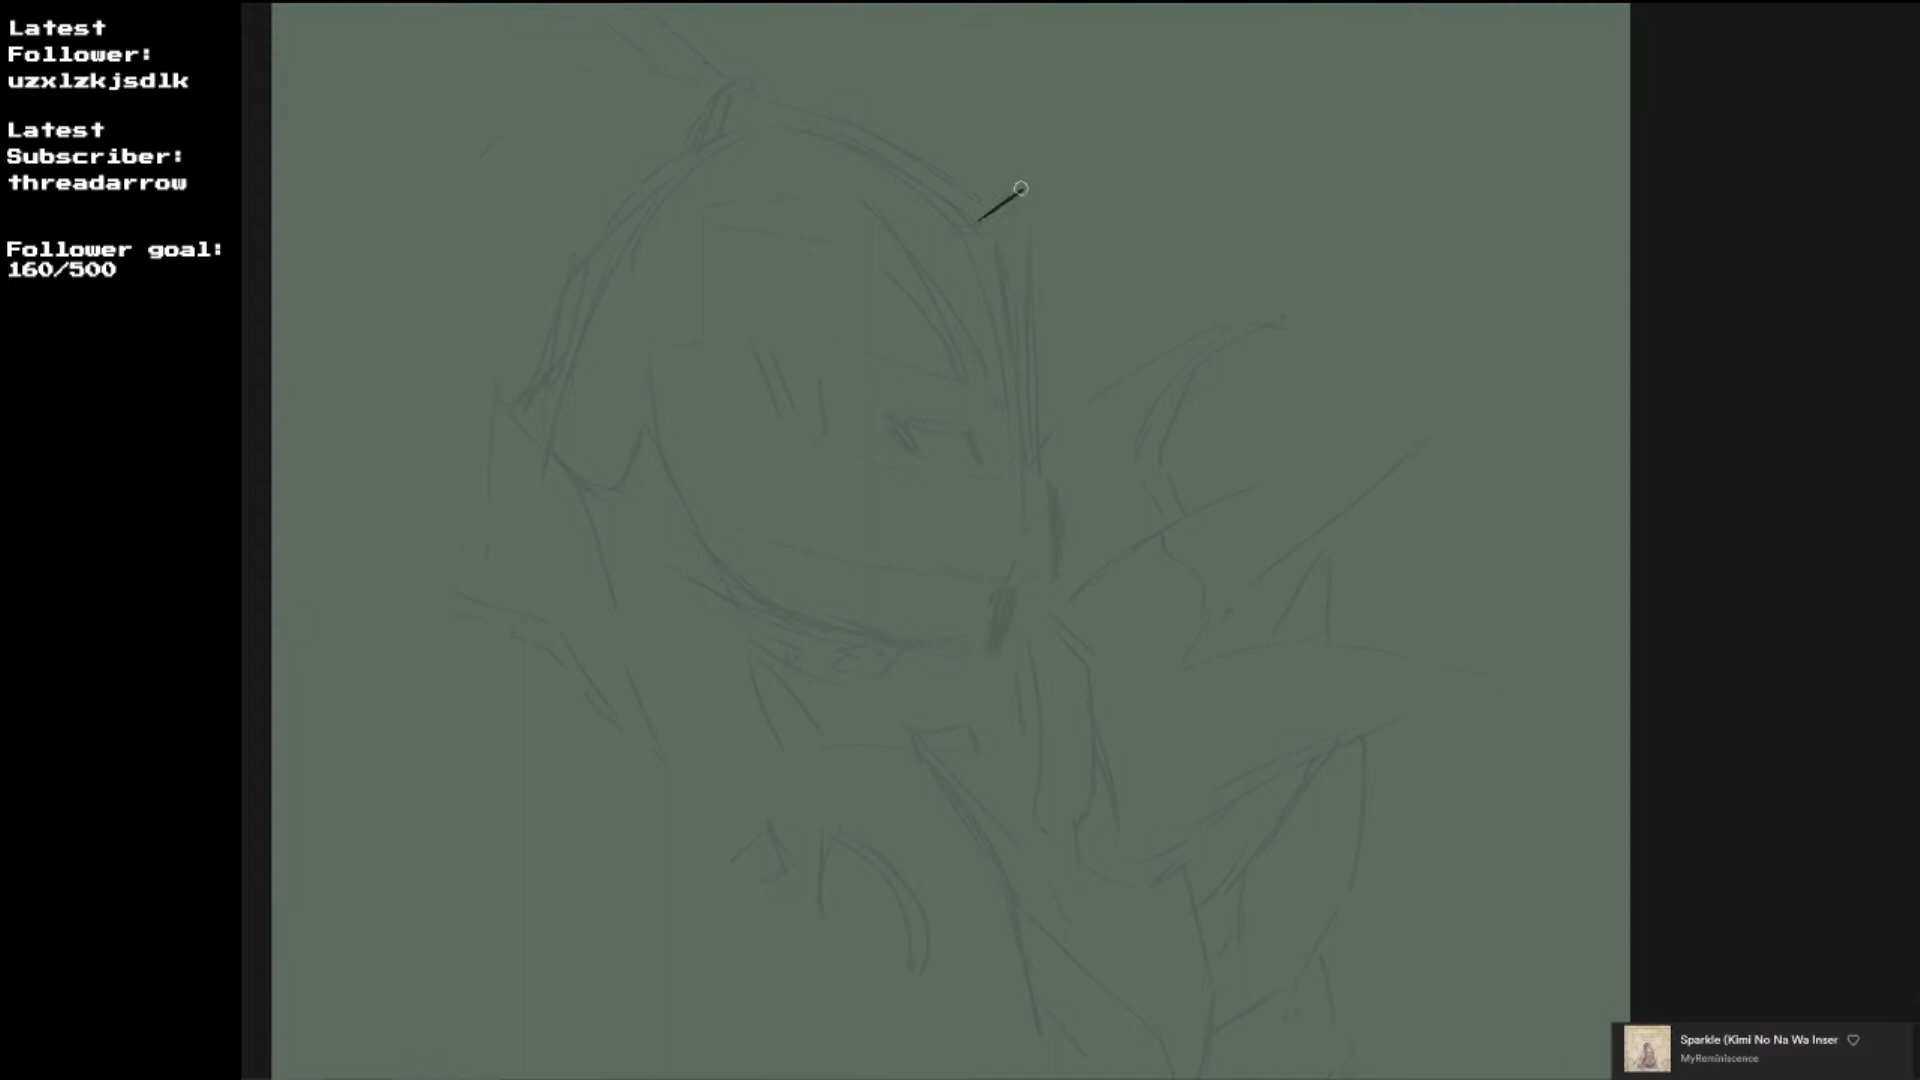 Latest
Follower:
uzxlzkjsdlk
Latest
Subscriber:
threadarrow
Follower goal:
160/500
Sparkle (Kimi No Na Wa Inser
MyReminiscence